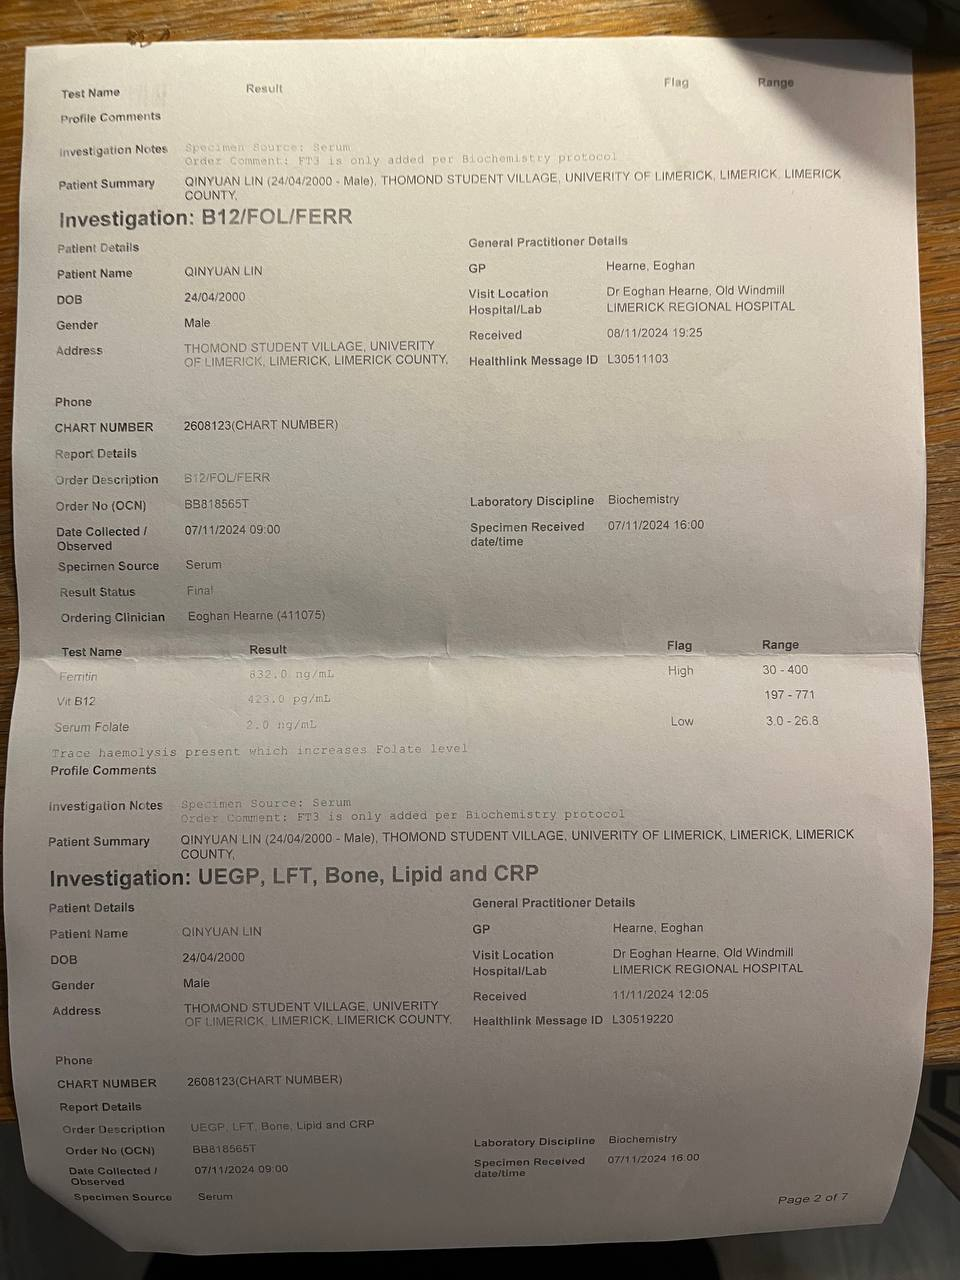 Test Name Result Flag Range
Profile Comments
Investigation Notes Specimen Source: Serum
Order Comment: FT3 is only added per Biochemistry protocol
Patient Summary QINYUAN LIN (24/04/2000 - Male), THOMOND STUDENT VILLAGE, UNIVERITY OF LIMERICK, LIMERICK, LIMERICK
COUNTY,
Investigation: B12/FOL/FERR
Patient Details General Practitioner Details
Patient Name QINYUAN LIN GP Hearne, Eoghan
DOB 24/04/2000 Visit Location Dr Eoghan Hearne, Old Windmill
Hospital/Lab LIMERICK REGIONAL HOSPITAL
Gender Male Received 08/11/2024 19:25
Address THOMOND STUDENT VILLAGE, UNIVERITY
OF LIMERICK, LIMERICK, LIMERICK COUNTY, Healthlink Message ID L30511103
Phone
CHART NUMBER 2608123(CHART NUMBER)
Report Details
Order Description B12/FOL/FERR
Order No (OCN) BB818565T Laboratory Discipline Biochemistry
Date Collected / 07/11/2024 09:00 Specimen Received 07/11/2024 16:00
Observed date/time
Specimen Source Serum
Result Status Final
Ordering Clinician Eoghan Hearne (411075)
Test Name Result Flag Range
Ferritin 832.0 ng/mL High 30 - 400
Vit B12 423.0 pg/mL 197 - 771
Serum Folate 2.0 ng/mL Low 3.0 - 26.8
Trace haemolysis present which increases Folate level
Profile Comments
Investigation Notes Specimen Source: Serum
Order Comment: FT3 is only added per Biochemistry protocol
Patient Summary QINYUAN LIN (24/04/2000 - Male), THOMOND STUDENT VILLAGE, UNIVERITY OF LIMERICK, LIMERICK, LIMERICK
COUNTY,
Investigation: UEGP, LFT, Bone, Lipid and CRP
Patient Details General Practitioner Details
Patient Name QINYUAN LIN GP Hearne, Eoghan
DOB 24/04/2000 Visit Location Dr Eoghan Hearne, Old Windmill
Hospital/Lab LIMERICK REGIONAL HOSPITAL
Gender Male Received 11/11/2024 12:05
Address THOMOND STUDENT VILLAGE, UNIVERITY
OF LIMERICK, LIMERICK, LIMERICK COUNTY, Healthlink Message ID L30519220
Phone
CHART NUMBER 2608123(CHART NUMBER)
Report Details
Order Description UEGP, LFT, Bone, Lipid and CRP
Order No (OCN) BB818565T Laboratory Discipline Biochemistry
Date Collected / 07/11/2024 09:00 Specimen Received 07/11/2024 16:00
Observed date/time
Specimen Source Serum
Page 2 of 7